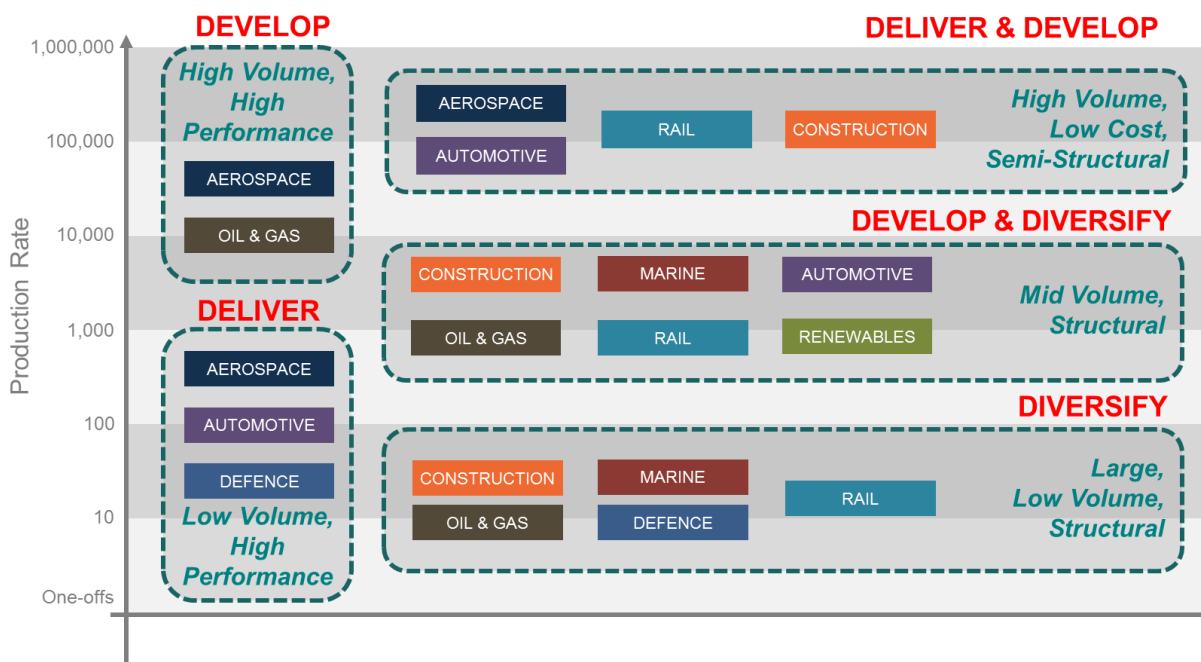 DEVELOP
DELIVER & DEVELOP
1,000,000
High Volume,
High
Performance
AEROSPACE
OIL & GAS
AEROSPACE
AUTOMOTIVE
RAIL
CONSTRUCTION
High Volume,
Low Cost,
Semi-Structural
100,000
10,000
DEVELOP & DIVERSIFY
CONSTRUCTION
MARINE
AUTOMOTIVE
OIL & GAS
RAIL
RENEWABLES
Mid Volume,
Structural
Production Rate
1,000
DELIVER
AEROSPACE
AUTOMOTIVE
DEFENCE
Low Volume,
High
Performance
100
DIVERSIFY
CONSTRUCTION
MARINE
RAIL
OIL & GAS
DEFENCE
Large,
Low Volume,
Structural
10
One-offs